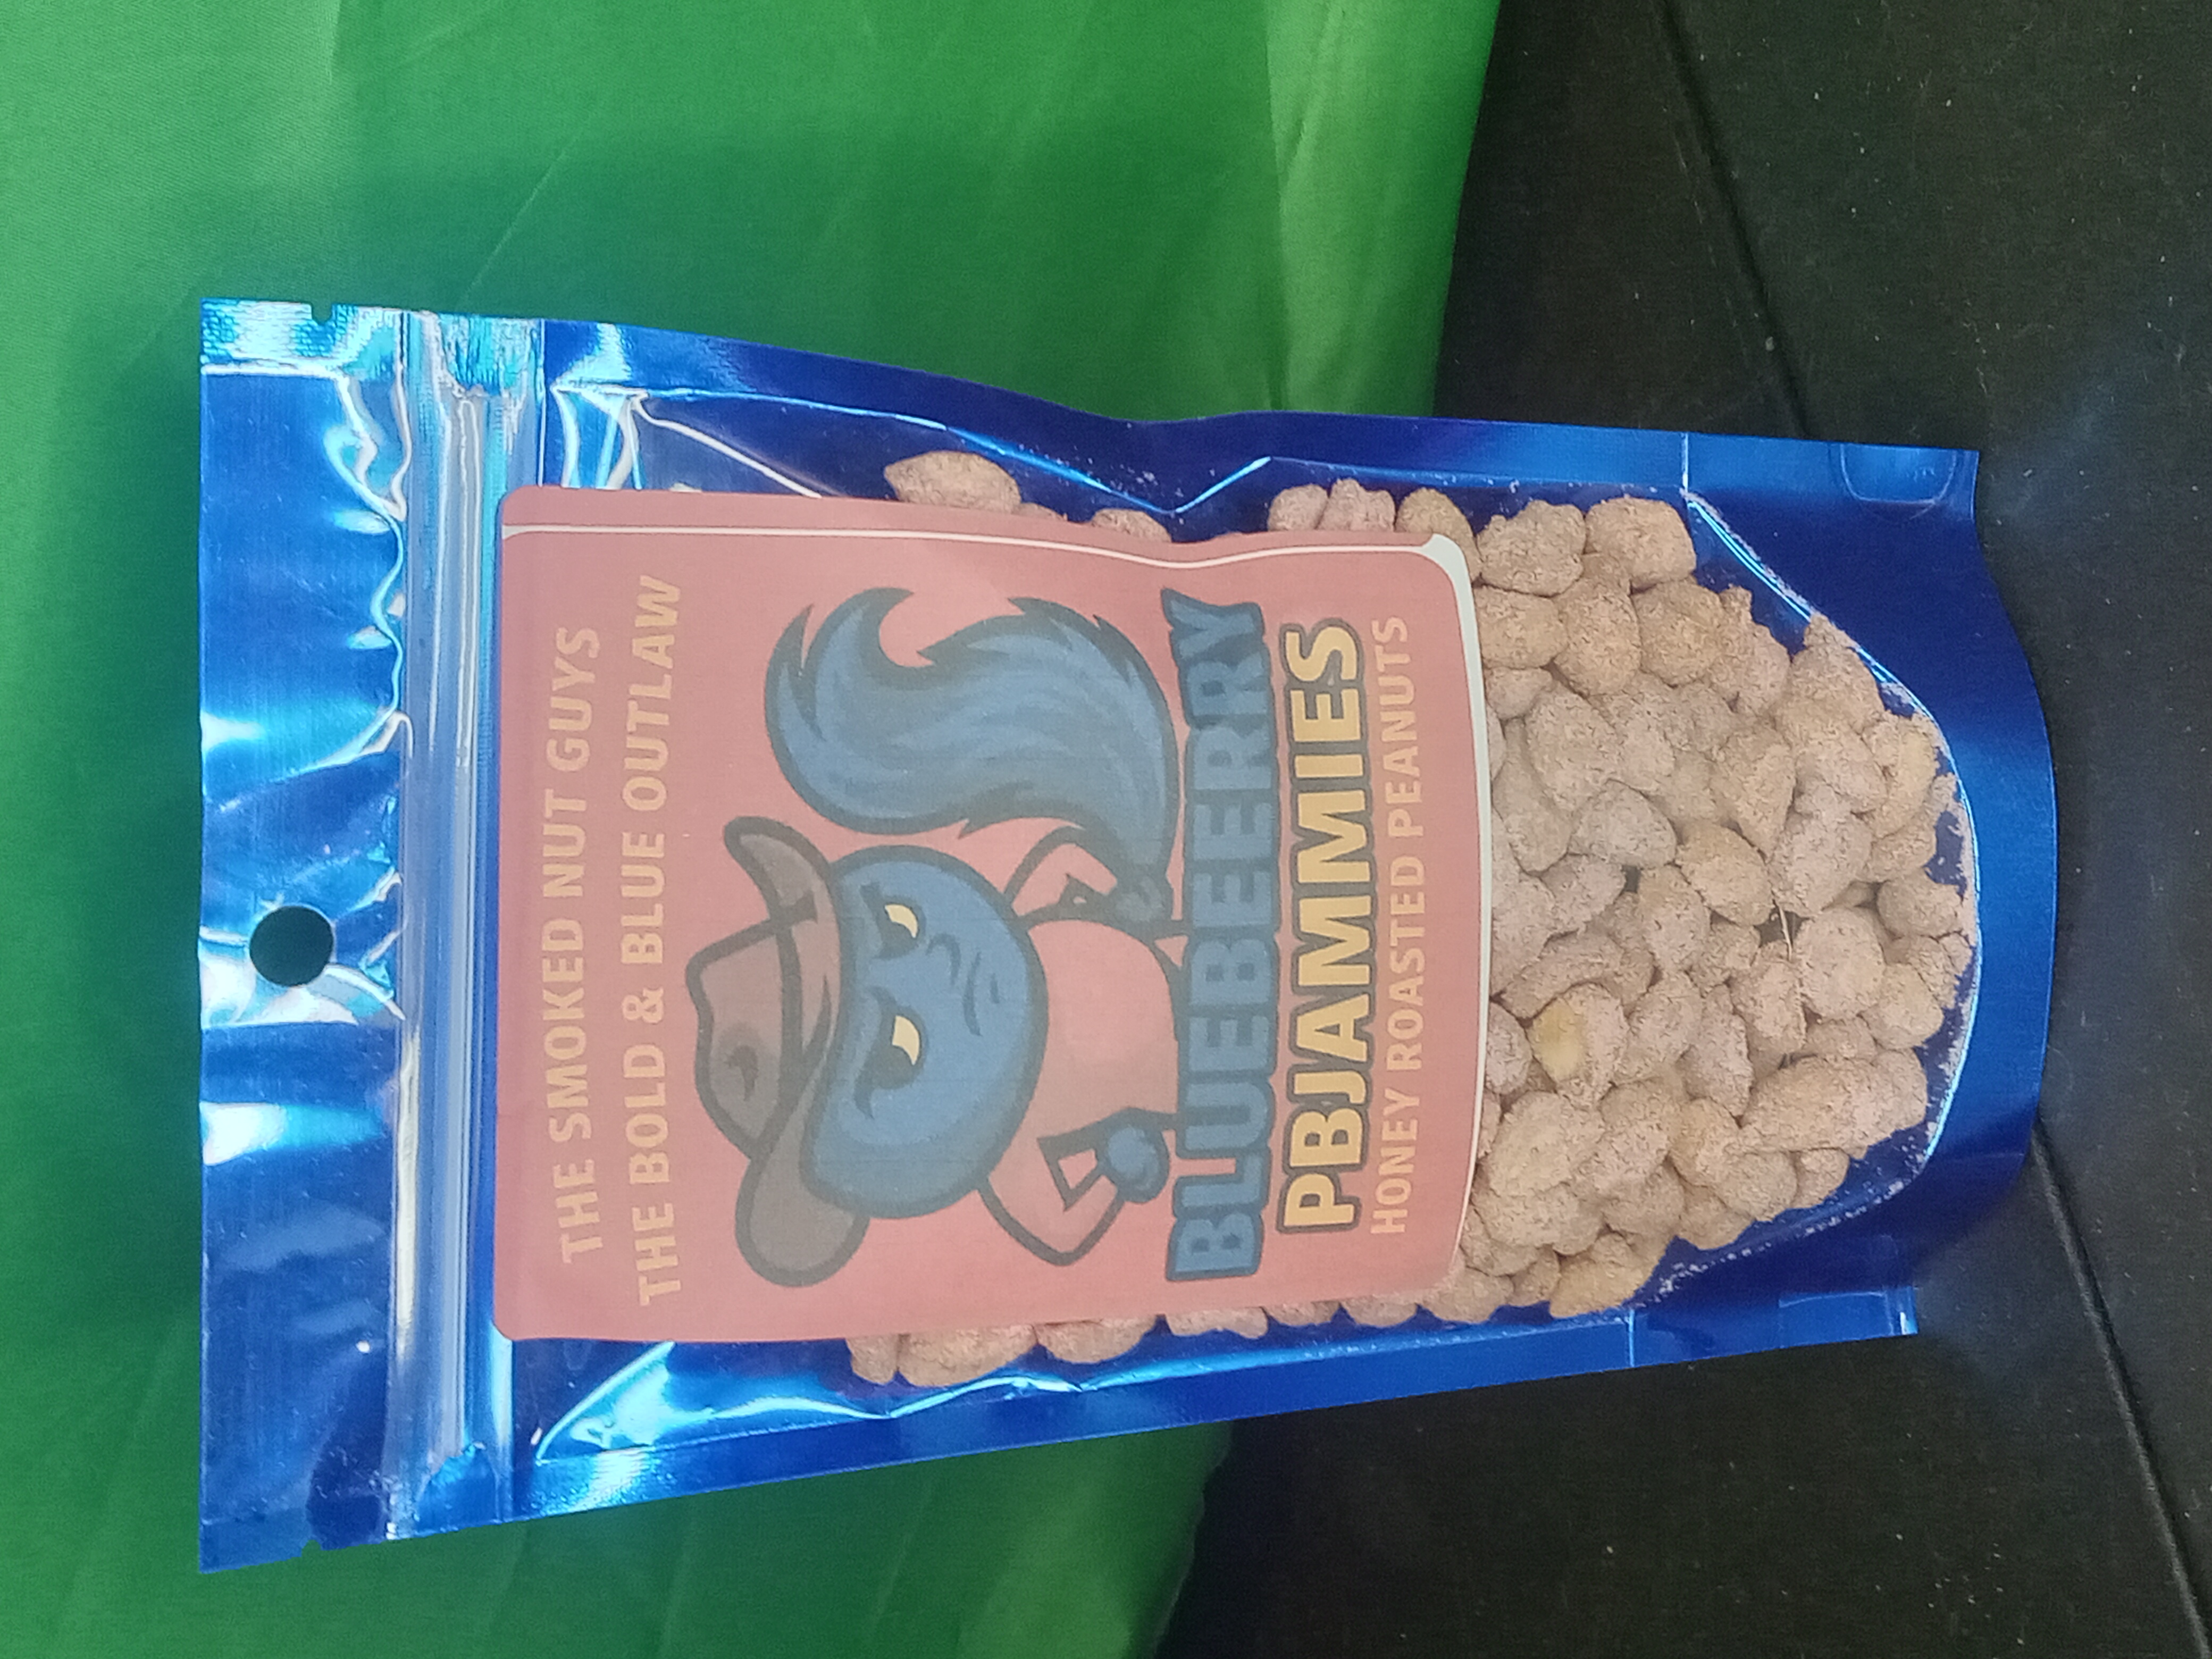 THE SMOKED NUT GUYS
THE BOLD & BLUE OUTLAW
BLUEBERRY
PBJAMMIES
HONEY ROASTED PEANUTS